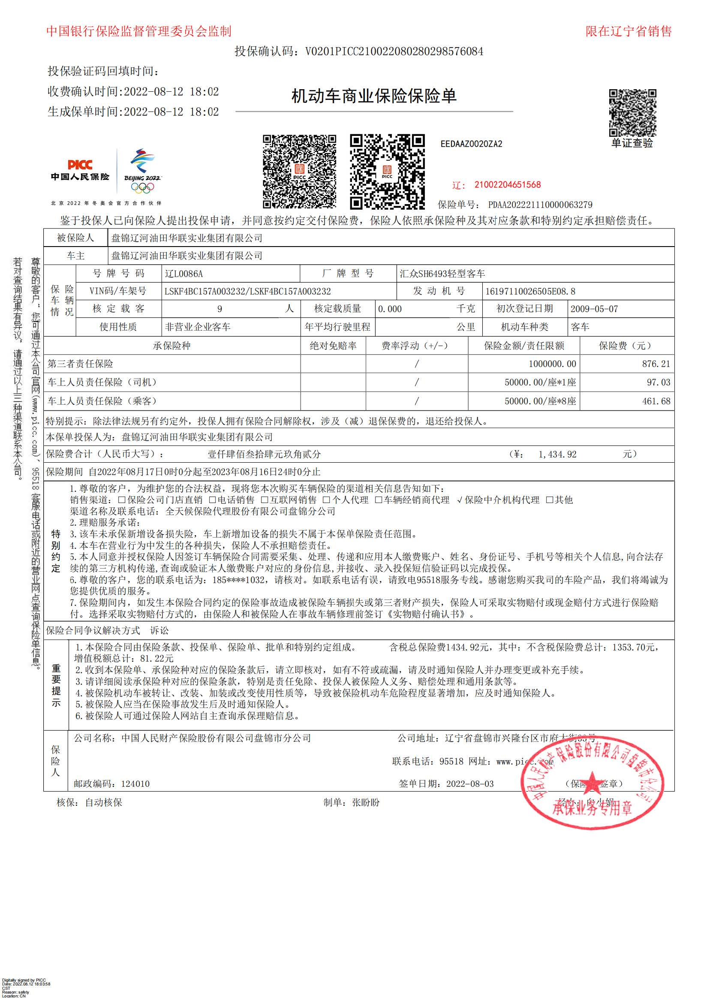 中国银行保险监督管理委员会监制
限在辽宁省销售
投保确认码：V0201PICC210022080280298576084
投保验证码回填时间：
收费确认时间:2022-08-12 18:02
生成保单时间:2022-08-12 18:02
机动车商业保险保险单
单证查验
PICC
中国人民保险
BEIJING 2022
北京2022年冬奥会官方合作伙伴
PICC
PICC
EEDAAZ0020ZA2
辽： 21002204651568
保险单号： PDAA202221110000063279
鉴于投保人已向保险人提出投保申请，并同意按约定交付保险费，保险人依照承保险种及其对应条款和特别约定承担赔偿责任。
被保险人 盘锦辽河油田华联实业集团有限公司
车主 盘锦辽河油田华联实业集团有限公司
保险车辆情况
号牌号码 辽L0086A 厂牌型号 汇众SH6493轻型客车
VIN码/车架号 LSKF4BC157A003232/LSKF4BC157A003232 发动机号 16197110026505E08.8
核定载客 9 人 核定载质量 0.000 千克 初次登记日期 2009-05-07
使用性质 非营业企业客车 年平均行驶里程 公里 机动车种类 客车
承保险种 绝对免赔率 费率浮动（+/-） 保险金额/责任限额 保险费（元）
第三者责任保险 / 1000000.00 876.21
车上人员责任保险（司机） / 50000.00/座*1座 97.03
车上人员责任保险（乘客） / 50000.00/座*8座 461.68
特别提示：除法律法规另有约定外，投保人拥有保险合同解除权，涉及（减）退保保费的，退还给投保人。
本保单投保人为：盘锦辽河油田华联实业集团有限公司
保险费合计（人民币大写）： 壹仟肆佰叁拾肆元玖角贰分 （¥： 1,434.92 元）
保险期间 自2022年08月17日0时0分起至2023年08月16日24时0分止
特别约定
1.尊敬的客户，为维护您的合法权益，现将您本次购买车辆保险的渠道相关信息告知如下：
销售渠道：□保险公司门店直销 □电话销售 □互联网销售 □个人代理 □车辆经销商代理 √保险中介机构代理 □其他
渠道名称及联系电话：全天候保险代理股份有限公司盘锦分公司
2.理赔服务承诺：
3.该车未承保新增设备损失险，车上新增加设备的损失不属于本保单保险责任范围。
4.本车在营业行为中发生的各种损失，保险人不承担赔偿责任。
5.本人同意并授权保险人因签订车辆保险合同需要采集、处理、传递和应用本人缴费账户、姓名、身份证号、手机号等相关个人信息,向合法存
续的第三方机构传递,查询或验证本人缴费账户对应的身份信息,并接收、录入投保短信验证码以完成投保。
6.尊敬的客户，您的联系电话为：185****1032，请核对。如联系电话有误，请致电95518服务专线。感谢您购买我司的车险产品，我们将竭诚为
您提供优质的服务。
7.保险期间内，如发生本保险合同约定的保险事故造成被保险车辆损失或第三者财产损失，保险人可采取实物赔付或现金赔付方式进行保险赔
付。选择采取实物赔付方式的，由保险人和被保险人在事故车辆修理前签订《实物赔付确认书》。
保险合同争议解决方式 诉讼
重要提示
1.本保险合同由保险条款、投保单、保险单、批单和特别约定组成。 含税总保险费1434.92元，其中：不含税保险费总计：1353.70元，
增值税额总计：81.22元
2.收到本保险单、承保险种对应的保险条款后，请立即核对，如有不符或疏漏，请及时通知保险人并办理变更或补充手续。
3.请详细阅读承保险种对应的保险条款，特别是责任免除、投保人被保险人义务、赔偿处理和通用条款等。
4.被保险机动车被转让、改装、加装或改变使用性质等，导致被保险机动车危险程度显著增加，应及时通知保险人。
5.被保险人应当在保险事故发生后及时通知保险人。
6.被保险人可通过保险人网站自主查询承保理赔信息。
保险人
公司名称：中国人民财产保险股份有限公司盘锦市分公司 公司地址：辽宁省盘锦市兴隆台区市府大街
联系电话：95518 网址：www.picc.com
邮政编码：124010 签单日期：2022-08-03 （保险人签章）
核保：自动核保 制单：张盼盼 经办：
中国人民财产保险股份有限公司盘锦市分公司
承保业务专用章
尊敬的客户：您可通过本公司官网(www.picc.com)、95518客服电话或附近的营业网点查询保险单信息。
若对查询结果有异议，请通过以上三种渠道联系本公司。
Digitally signed by PICC
Date: 2022.08.12 18:03:58
CST
Reason: safety
Location: CN